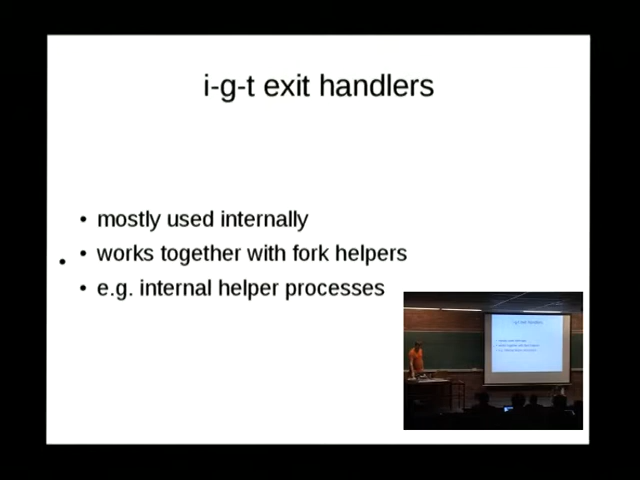 i-g-t exit handlers
• mostly used internally
• works together with fork helpers
• e.g. internal helper processes